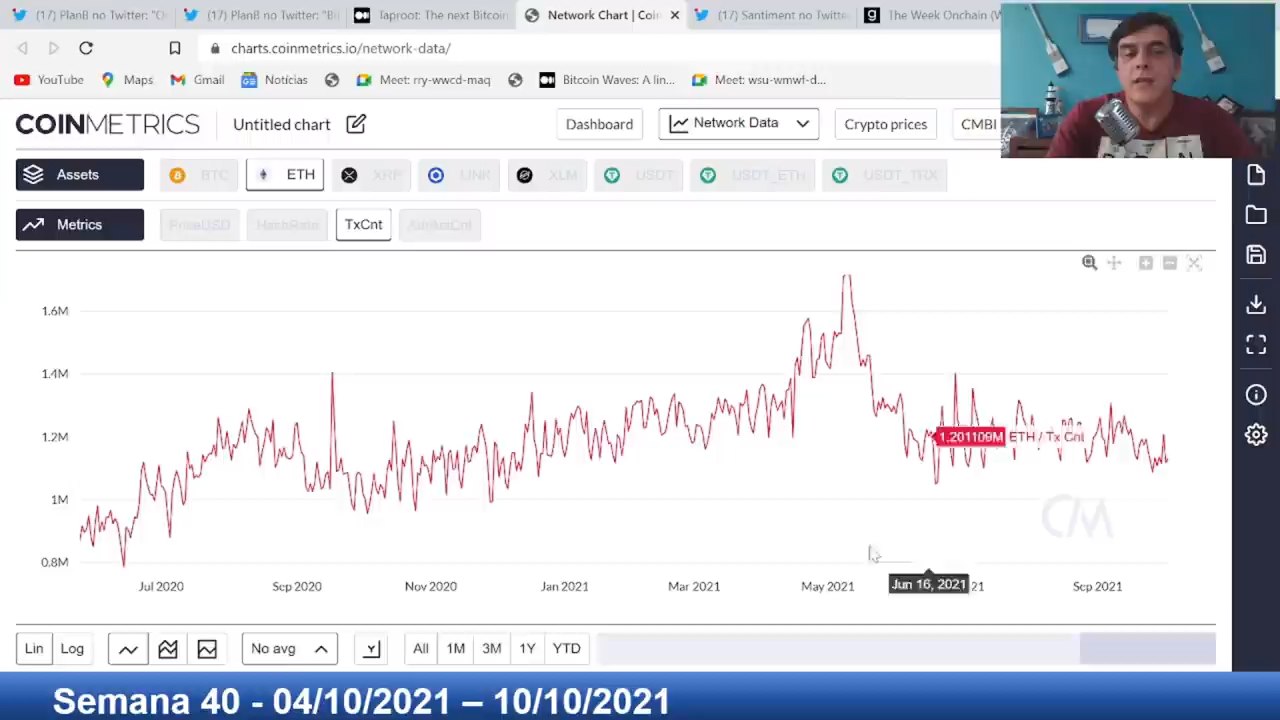 (17) PlanB no Twitter: "O
(17) PlanB no Twitter: "B
Taproot: The next Bitcoin
Network Chart | Coi
(17) Santiment no Twitte
The Week Onchain (W
charts.coinmetrics.io/network-data/
YouTube
Maps
Gmail
Notícias
Meet: rry-wwcd-maq
Bitcoin Waves: A lin...
Meet: wsu-wmwf-d...
COINMETRICS
Untitled chart
Dashboard
Network Data
Crypto prices
CMBI
Assets
BTC
ETH
XRP
LINK
XLM
USDT
USDT_ETH
USDT_TRX
Metrics
PriceUSD
HashRate
TxCnt
AdrActCnt
1.6M
1.4M
1.2M
1M
0.8M
1.201109M ETH / Tx Cnt
CM
Jul 2020
Sep 2020
Nov 2020
Jan 2021
Mar 2021
May 2021
Jun 16, 2021
21
Sep 2021
Lin
Log
No avg
All
1M
3M
1Y
YTD
Semana 40 - 04/10/2021 – 10/10/2021